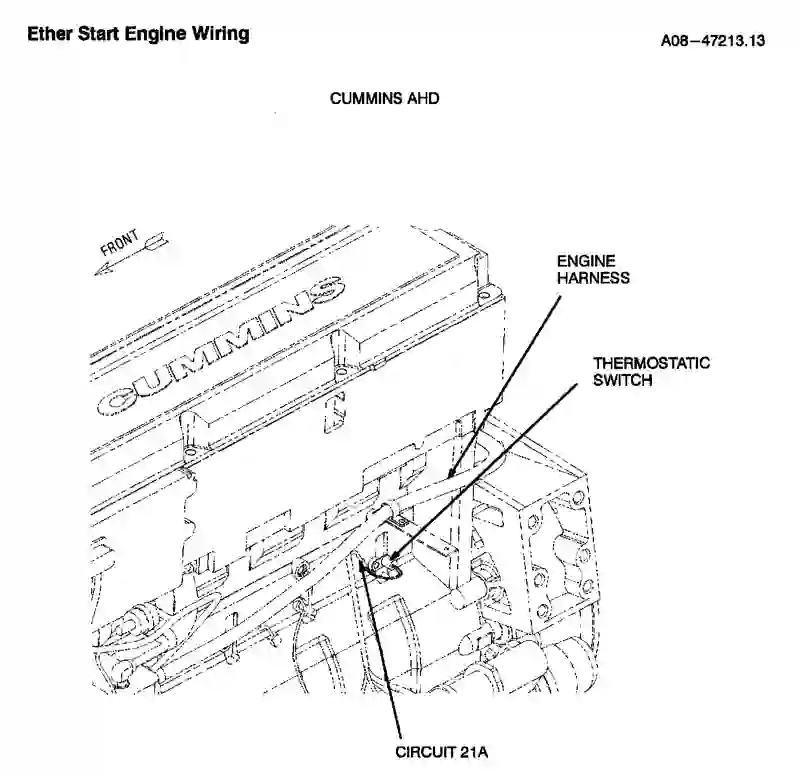 Ether Start Engine Wiring
A08-47213.13
CUMMINS AHD
FRONT
ENGINE
HARNESS
CUMMINS
THERMOSTATIC
SWITCH
CIRCUIT 21A